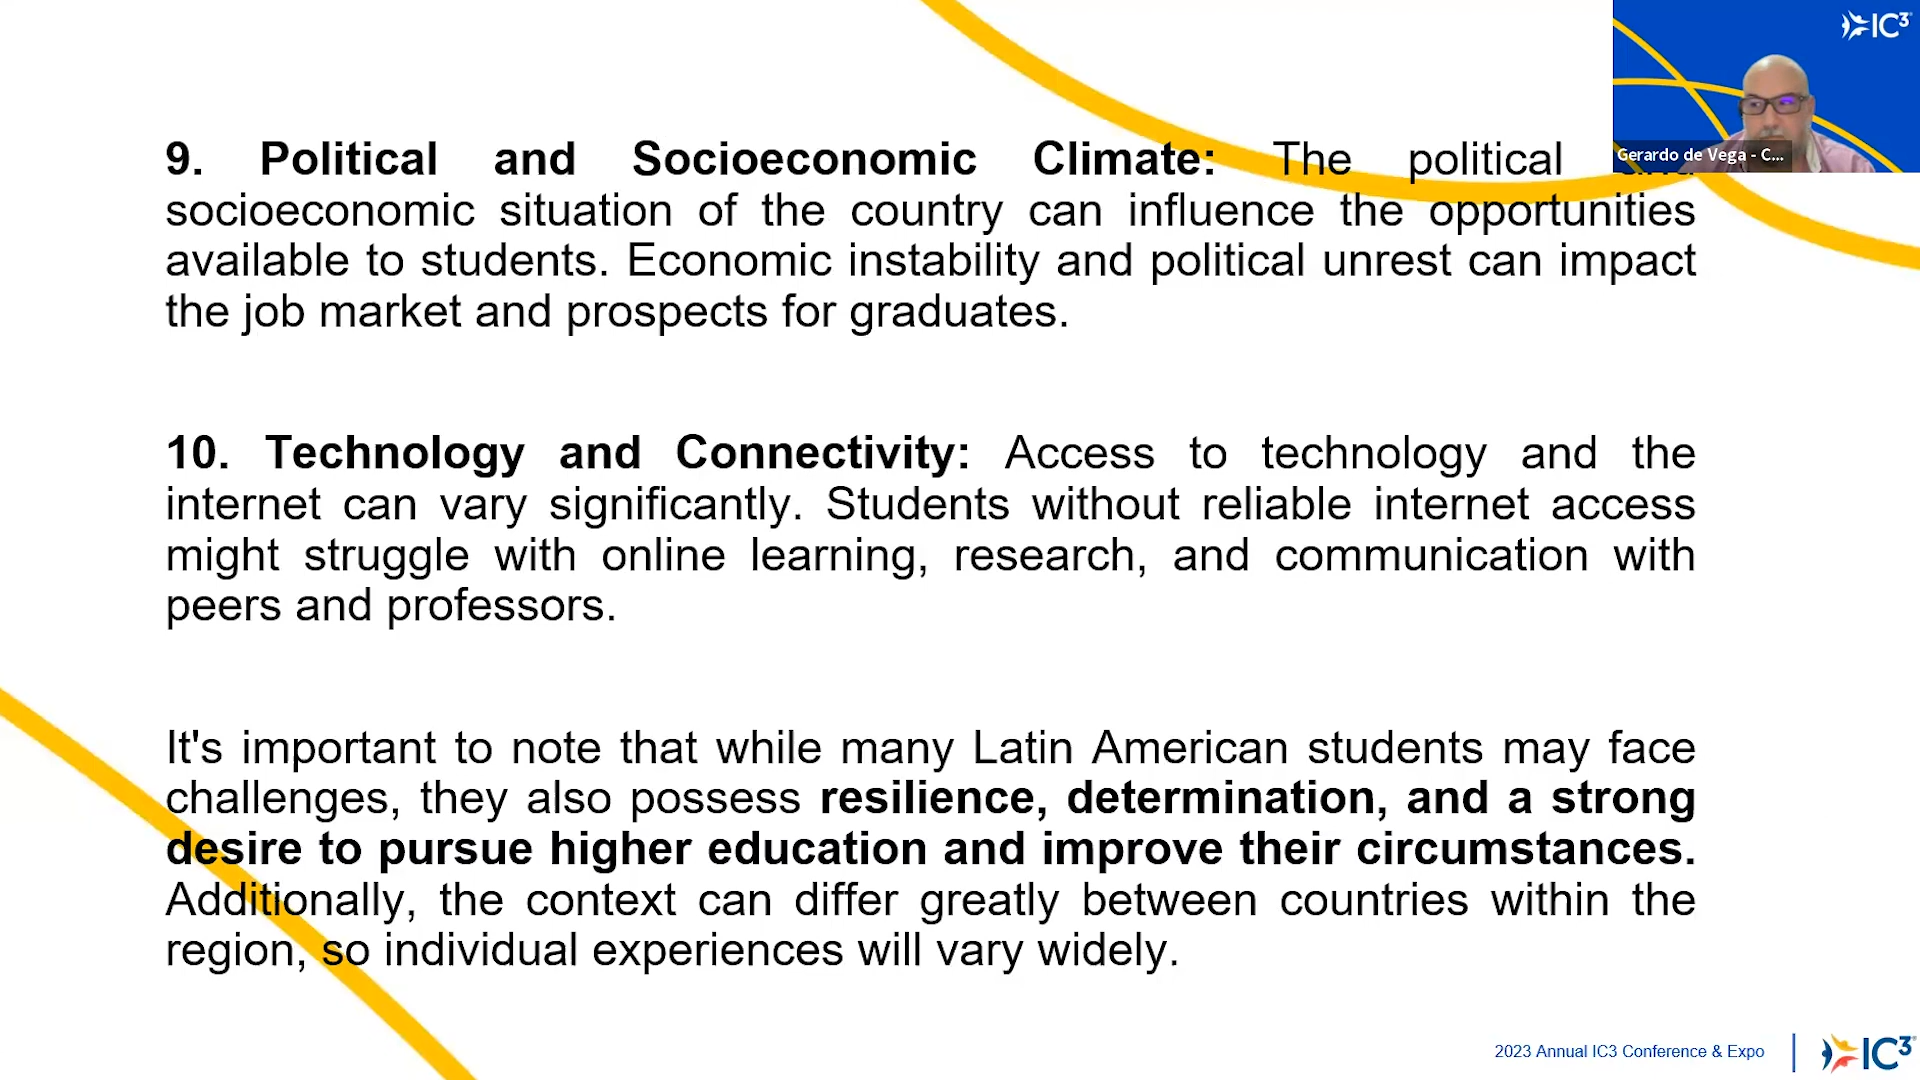 IC3
Gerardo de Vega - C...
9. Political and Socioeconomic Climate: The political
socioeconomic situation of the country can influence the opportunities
available to students. Economic instability and political unrest can impact
the job market and prospects for graduates.
10. Technology and Connectivity: Access to technology and the
internet can vary significantly. Students without reliable internet access
might struggle with online learning, research, and communication with
peers and professors.
It's important to note that while many Latin American students may face
challenges, they also possess resilience, determination, and a strong
desire to pursue higher education and improve their circumstances.
Additionally, the context can differ greatly between countries within the
region, so individual experiences will vary widely.
2023 Annual IC3 Conference & Expo
IC3